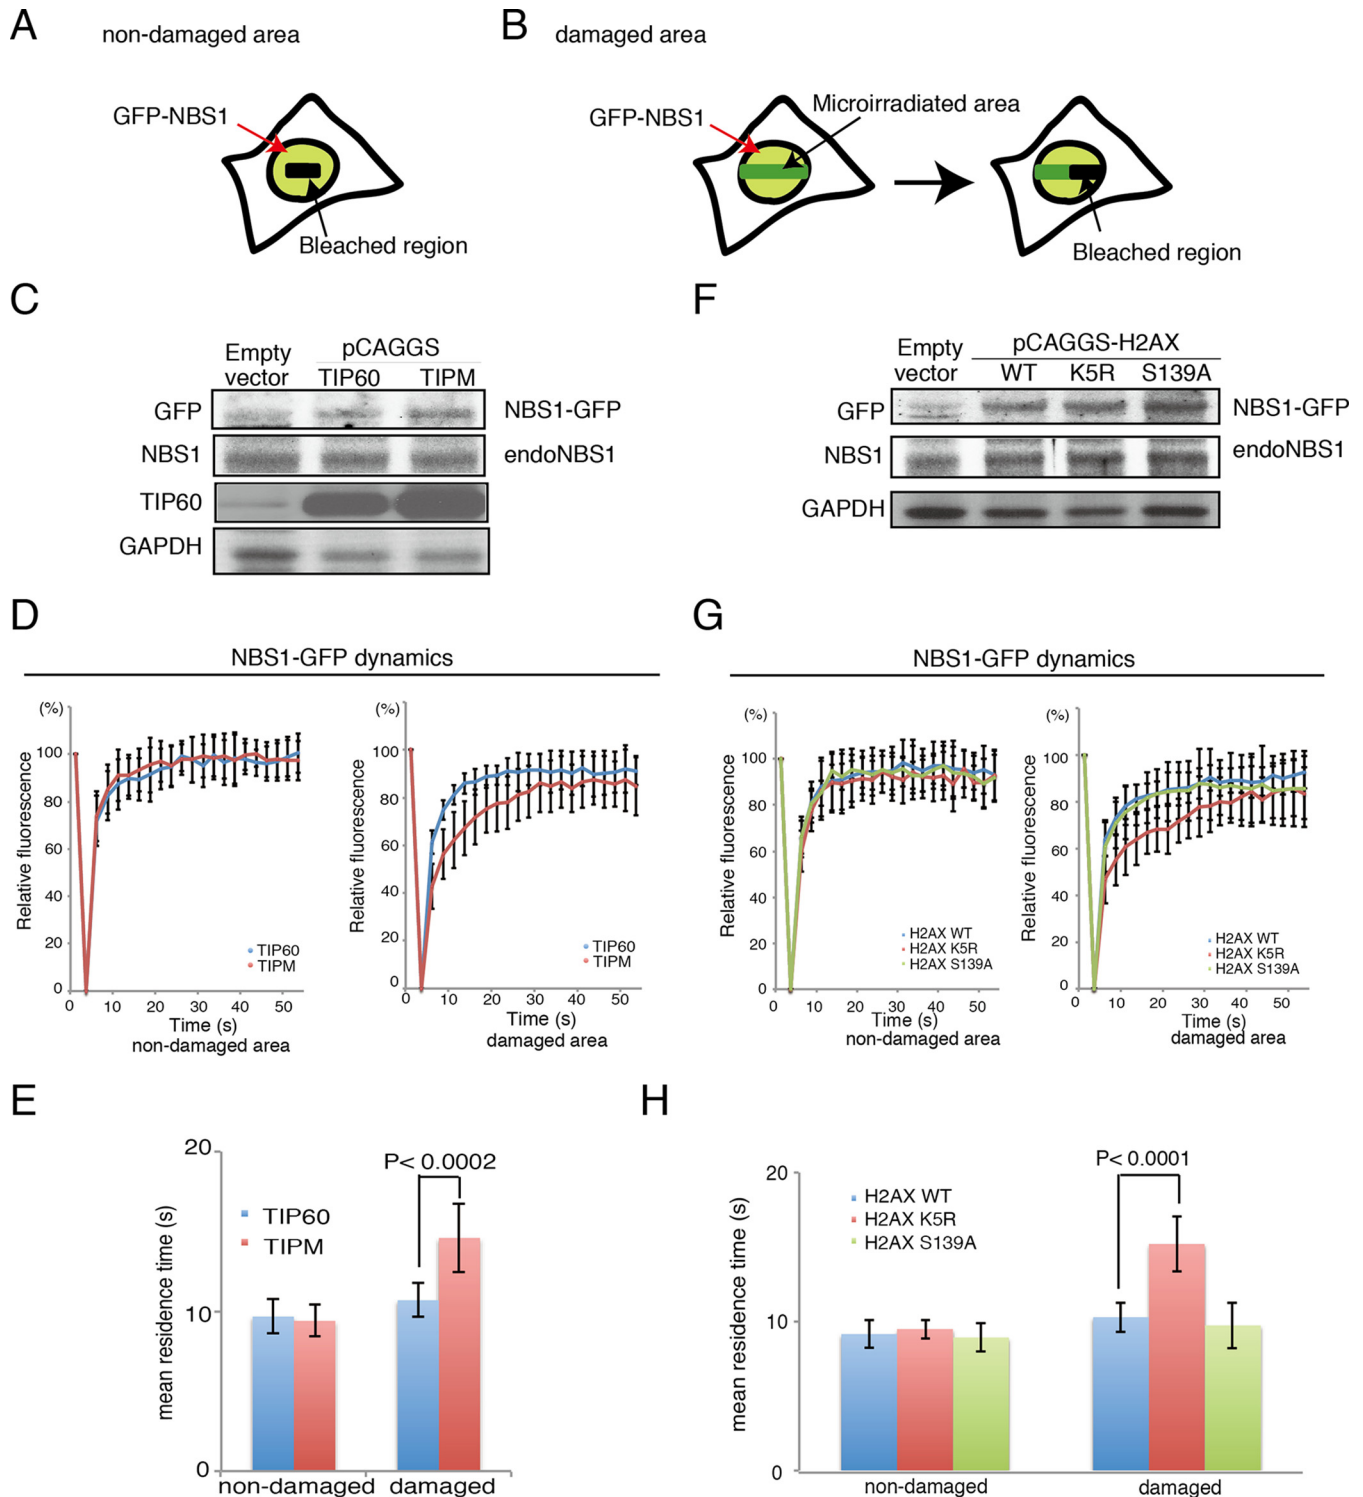 A
non-damaged area
GFP-NBS1
Bleached region
B
damaged area
GFP-NBS1
Microirradiated area
Bleached region
C
Empty vector
pCAGGS
TIP60 TIPM
GFP NBS1-GFP
NBS1 endoNBS1
TIP60
GAPDH
F
Empty vector
pCAGGS-H2AX
WT K5R S139A
GFP NBS1-GFP
NBS1 endoNBS1
GAPDH
D
NBS1-GFP dynamics
(%)
Relative fluorescence
100
80
60
40
20
0
0 10 20 30 40 50
TIP60
TIPM
Time (s)
non-damaged area
(%)
Relative fluorescence
100
80
60
40
20
0
10 20 30 40 50
TIP60
TIPM
Time (s)
damaged area
G
NBS1-GFP dynamics
(%)
Relative fluorescence
100
80
60
40
20
0
0 10 20 30 40 50
H2AX WT
H2AX K5R
H2AX S139A
Time (s)
non-damaged area
(%)
Relative fluorescence
100
80
60
40
20
0
0 10 20 30 40 50
H2AX WT
H2AX K5R
H2AX S139A
Time (s)
damaged area
E
mean residence time (s)
20
10
0
TIP60
TIPM
P< 0.0002
non-damaged damaged
H
mean residence time (s)
20
10
0
H2AX WT
H2AX K5R
H2AX S139A
P< 0.0001
non-damaged damaged